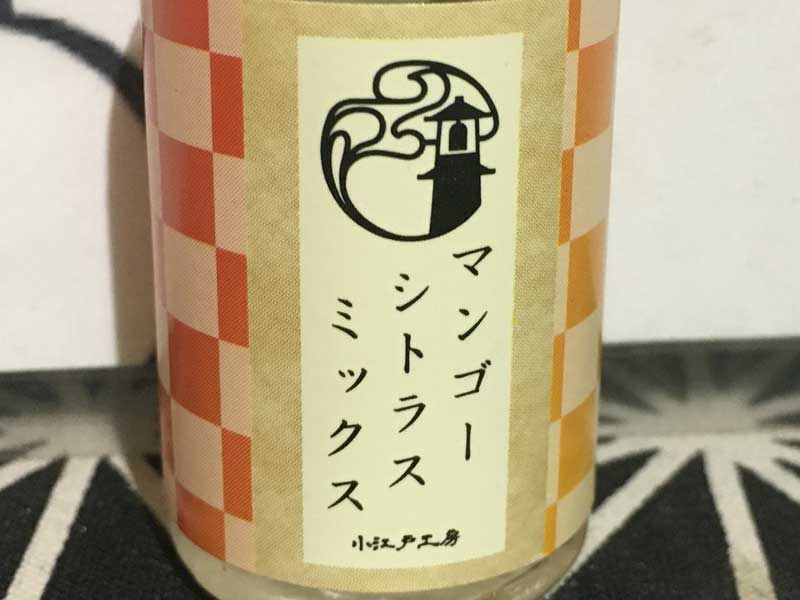 マンゴー
シトラス
ミックス
小江戸工房